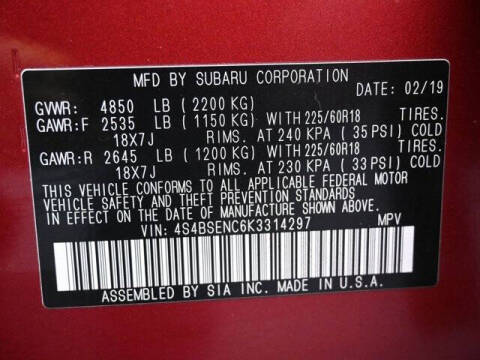 MFD BY SUBARU CORPORATION
DATE: 02/19
GVWR: 4850 LB (2200 KG)
GAWR:F 2535 LB (1150 KG) WITH 225/60R18 TIRES.
18X7J RIMS. AT 240 KPA (35 PSI) COLD
GAWR:R 2645 LB (1200 KG) WITH 225/60R18 TIRES.
18X7J RIMS. AT 230 KPA (33 PSI) COLD
THIS VEHICLE CONFORMS TO ALL APPLICABLE FEDERAL MOTOR
VEHICLE SAFETY AND THEFT PREVENTION STANDARDS
IN EFFECT ON THE DATE OF MANUFACTURE SHOWN ABOVE.
VIN: 4S4BSENC6K3314297 MPV
ASSEMBLED BY SIA INC. MADE IN U.S.A.